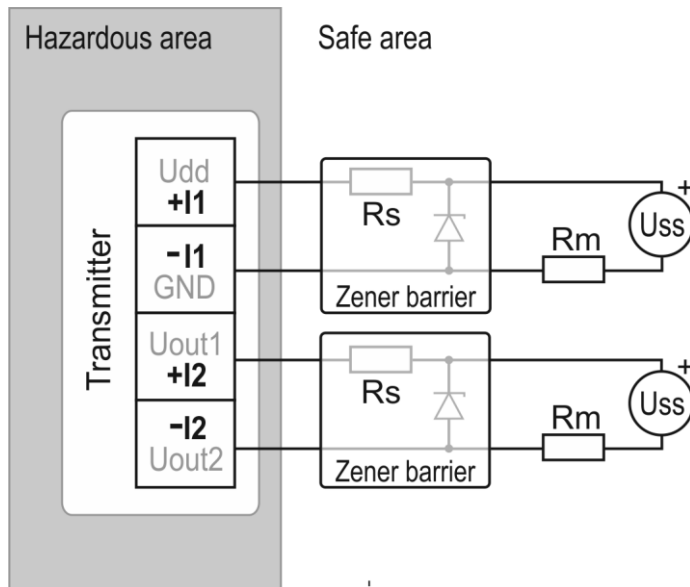 Hazardous area
Safe area
Transmitter
Udd
+I1
-I1
GND
Uout1
+I2
-I2
Uout2
Rs
Zener barrier
Rm
+
Uss
Rs
Zener barrier
Rm
+
Uss